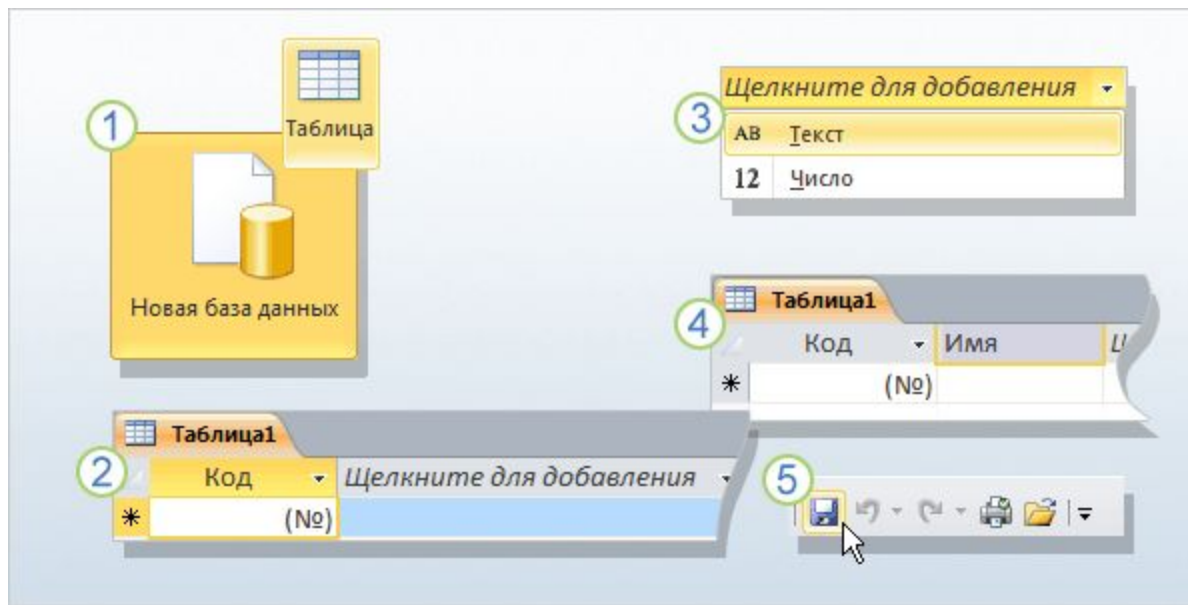 1
Таблица
Новая база данных
2
Таблица1
Код
Щелкните для добавления
(№)
3
Щелкните для добавления
AB Текст
12 Число
4
Таблица1
Код
Имя
(№)
5